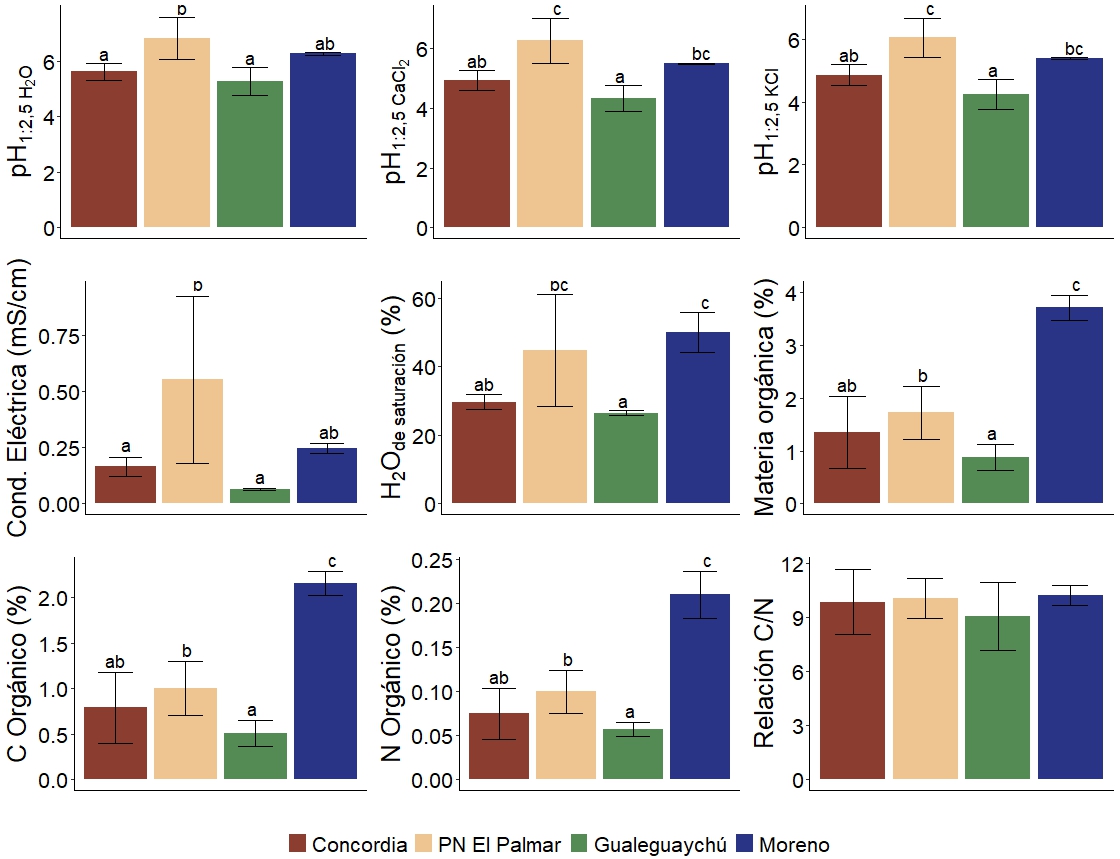 pH1:2,5 H2O
6
4
2
0
a
b
a
ab
pH1:2,5 CaCl2
6
4
2
0
ab
c
a
bc
pH1:2,5 KCl
6
4
2
0
ab
c
a
bc
Cond. Eléctrica (mS/cm)
0.75
0.50
0.25
0.00
a
b
a
ab
H2Ode saturación (%)
60
40
20
0
ab
bc
a
c
Materia orgánica (%)
4
3
2
1
0
ab
b
a
c
C Orgánico (%)
2.0
1.5
1.0
0.5
0.0
ab
b
a
c
N Orgánico (%)
0.25
0.20
0.15
0.10
0.05
0.00
ab
b
a
c
Relación C/N
12
9
6
3
0
Concordia PN El Palmar Gualeguaychú Moreno